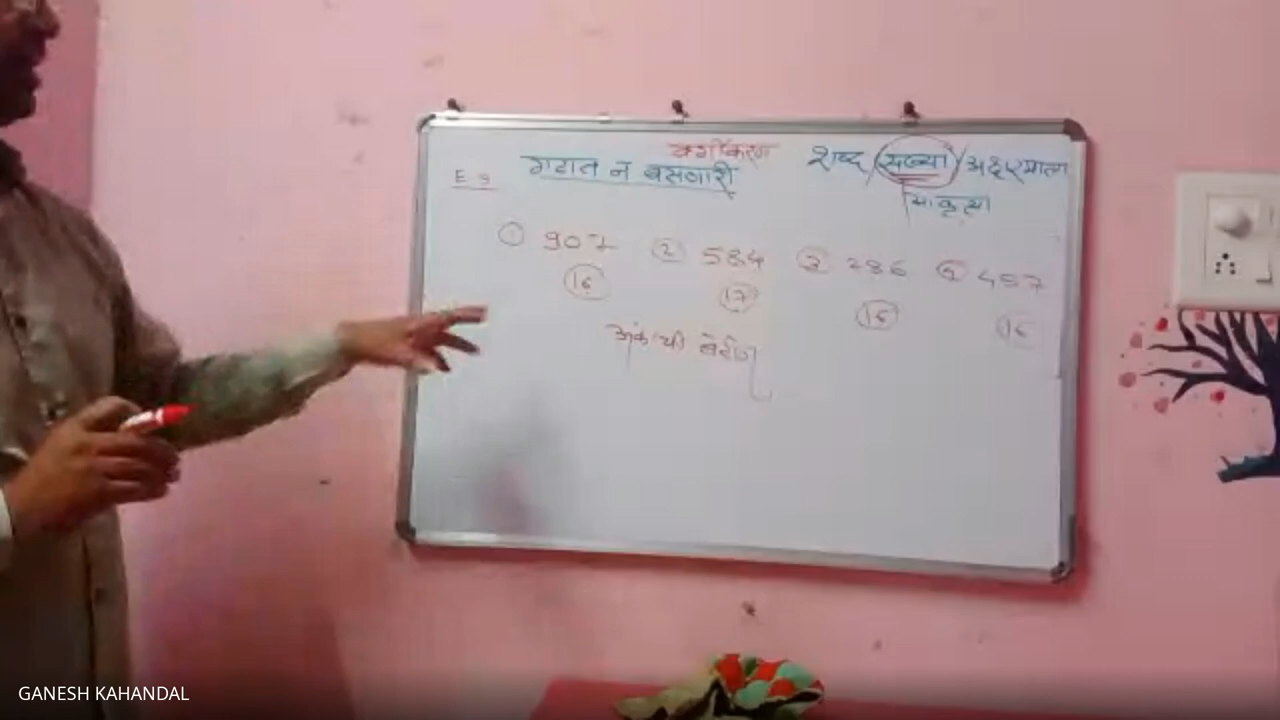 वर्गीकरण
E.9 गटात न बसणारी शब्द/संख्या/अक्षरमाला
आकृत्या
① 907 ② 584 ③ 286 ④ 457
16 17 16 16
अंकांची बेरीज
GANESH KAHANDAL